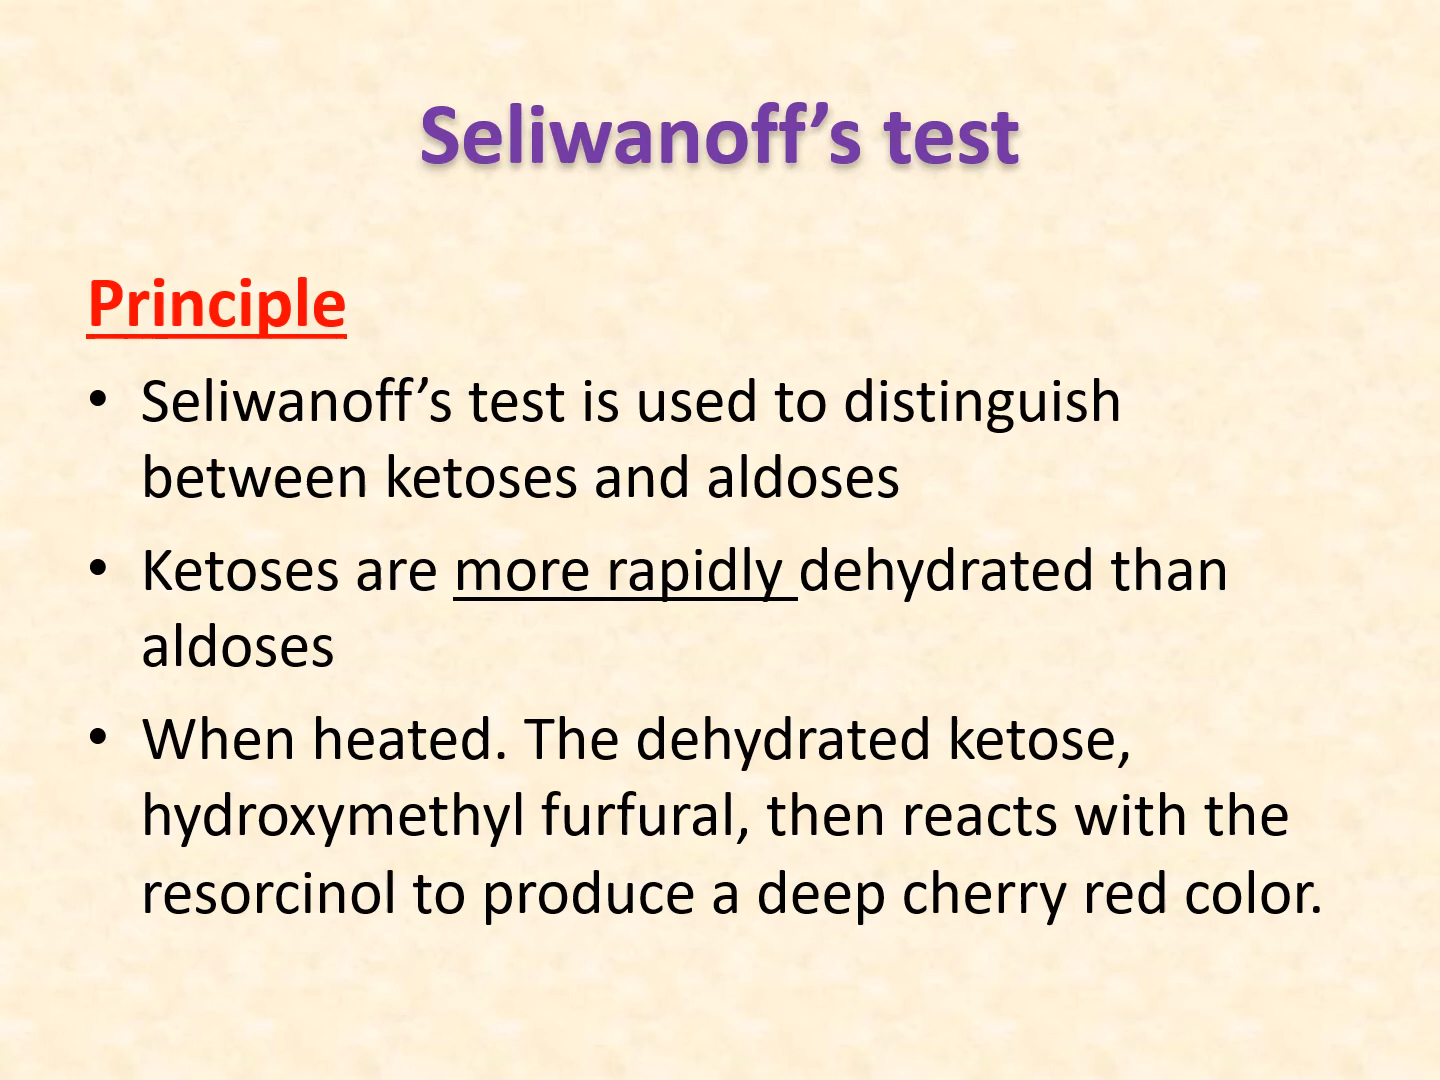 Seliwanoff’s test
Principle
• Seliwanoff’s test is used to distinguish
between ketoses and aldoses
• Ketoses are more rapidly dehydrated than
aldoses
• When heated. The dehydrated ketose,
hydroxymethyl furfural, then reacts with the
resorcinol to produce a deep cherry red color.